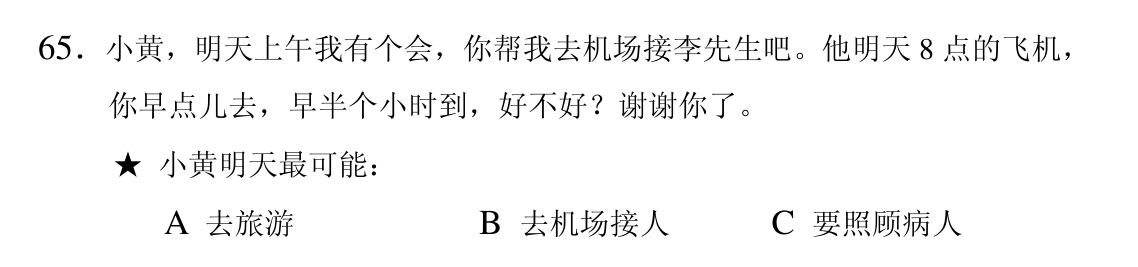 65．小黄，明天上午我有个会，你帮我去机场接李先生吧。他明天 8 点的飞机，
你早点儿去，早半个小时到，好不好？谢谢你了。
★ 小黄明天最可能：
A 去旅游 B 去机场接人 C 要照顾病人